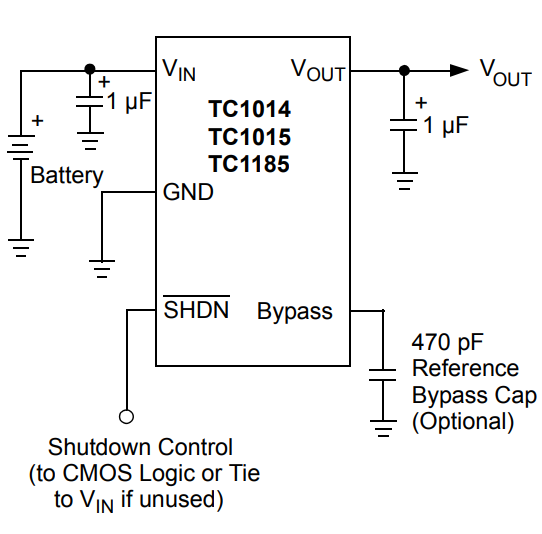 VIN
VOUT
VOUT
+
1 µF
+
1 µF
TC1014
TC1015
TC1185
+
Battery
GND
SHDN
Bypass
470 pF
Reference
Bypass Cap
(Optional)
Shutdown Control
(to CMOS Logic or Tie
to VIN if unused)